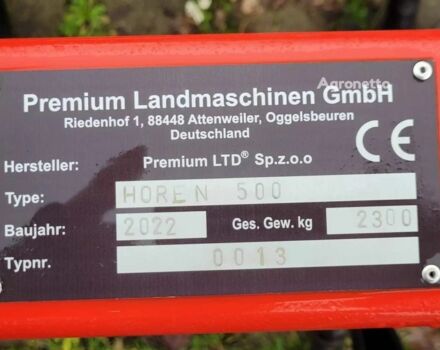 Agronetto
Premium Landmaschinen GmbH
Riedenhof 1, 88448 Attenweiler, Oggelsbeuren
Deutschland
CE
Hersteller: Premium LTD® Sp.z.o.o
Type: HOREN 500
Baujahr: 2022 Ges. Gew. kg 2300
Typnr. 0013